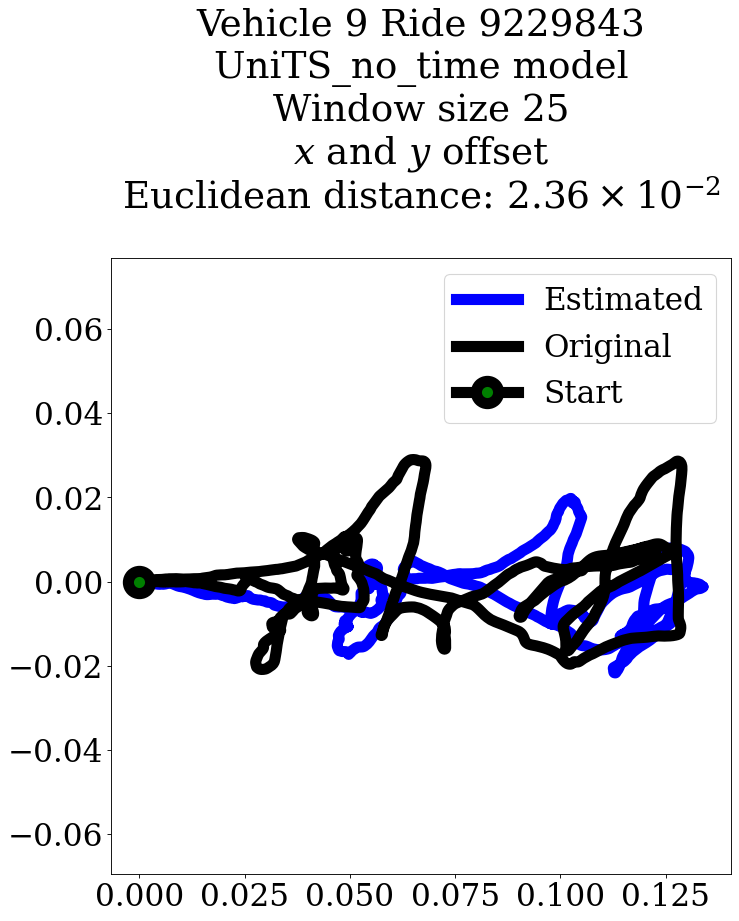 Vehicle 9 Ride 9229843
UniTS_no_time model
Window size 25
x and y offset
Euclidean distance: 2.36 × 10⁻²
Estimated
Original
Start
0.06
0.04
0.02
0.00
−0.02
−0.04
−0.06
0.000 0.025 0.050 0.075 0.100 0.125